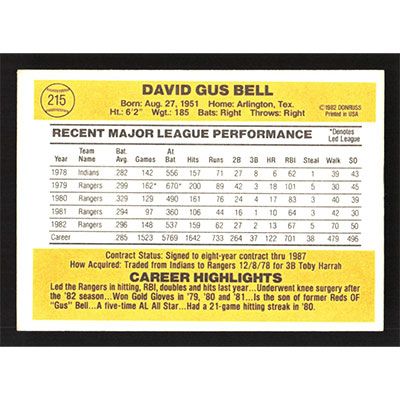 215
DAVID GUS BELL
Born: Aug. 27, 1951 Home: Arlington, Tex.
Ht.: 6'2" Wgt.: 185 Bats: Right Throws: Right
©1982 DONRUSS
Printed in USA
RECENT MAJOR LEAGUE PERFORMANCE
*Denotes
Led League
Year Team Name Bat. Avg Games At Bat Hits Runs 2B 3B HR RBI Steal Walk SO
1978 Indians 282 142 556 157 71 27 8 6 62 1 39 43
1979 Rangers 299 162* 670* 200 89 42 3 18 101 5 30 45
1980 Rangers 329 129 490 161 76 24 4 17 83 3 40 39
1981 Rangers 294 97 360 106 44 16 1 10 64 3 42 30
1982 Rangers 296 148 537 159 62 27 2 13 67 5 70 50
Career 285 1523 5769 1642 733 264 38 125 707 38 479 496
Contract Status: Signed to eight-year contract thru 1987
How Acquired: Traded from Indians to Rangers 12/8/78 for 3B Toby Harrah
CAREER HIGHLIGHTS
Led the Rangers in hitting, RBI, doubles and hits last year...Underwent knee surgery after
the '82 season...Won Gold Gloves in '79, '80 and '81...Is the son of former Reds OF
"Gus" Bell...A five-time AL All Star...Had a 21-game hitting streak in '80.